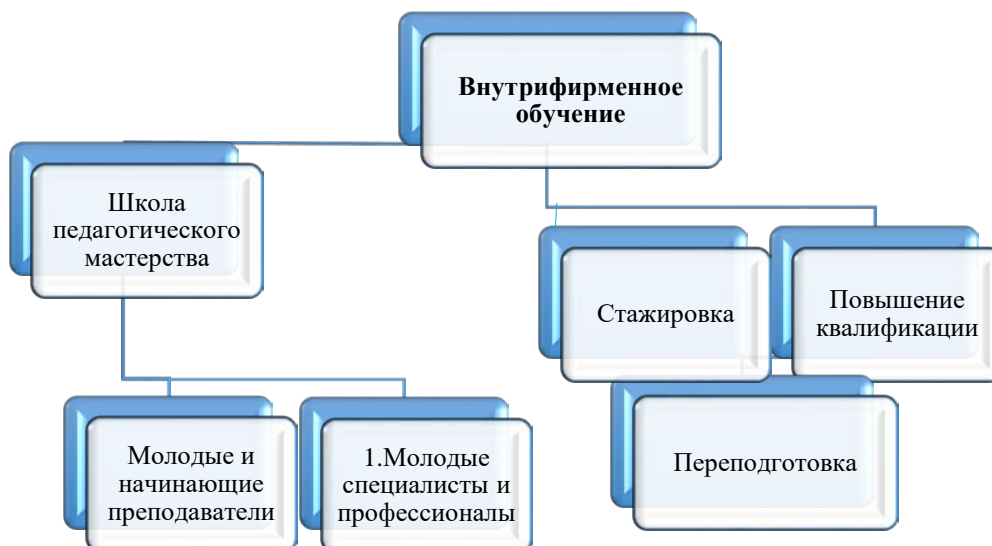 Внутрифирменное
обучение
Школа
педагогического
мастерства
Стажировка
Повышение
квалификации
Молодые и
начинающие
преподаватели
1.Молодые
специалисты и
профессионалы
Переподготовка